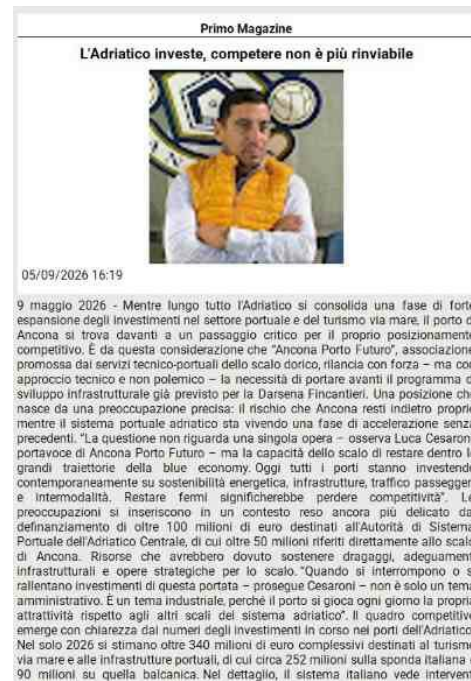 Primo Magazine
L'Adriatico investe, competere non è più rinviabile
05/09/2026 16:19
9 maggio 2026 - Mentre lungo tutto l'Adriatico si consolida una fase di forte
espansione degli investimenti nel settore portuale e del turismo via mare, il porto d
Ancona si trova davanti a un passaggio critico per il proprio posizionamento
competitivo. È da questa considerazione che "Ancona Porto Futuro", associazione
promossa dai servizi tecnico-portuali dello scalo dorico, rilancia con forza – ma con
approccio tecnico e non polemico – la necessità di portare avanti il programma d
sviluppo infrastrutturale già previsto per la Darsena Fincantieri. Una posizione che
nasce da una preoccupazione precisa: il rischio che Ancona resti indietro proprio
mentre il sistema portuale adriatico sta vivendo una fase di accelerazione senza
precedenti. "La questione non riguarda una singola opera – osserva Luca Cesaroni
portavoce di Ancona Porto Futuro – ma la capacità dello scalo di restare dentro le
grandi traiettorie della blue economy. Oggi tutti i porti stanno investendo
contemporaneamente su sostenibilità energetica, infrastrutture, traffico passegger
e intermodalità. Restare fermi significherebbe perdere competitività". Le
preoccupazioni si inseriscono in un contesto reso ancora più delicato dal
definanziamento di oltre 100 milioni di euro destinati all'Autorità di Sistema
Portuale dell'Adriatico Centrale, di cui oltre 50 milioni riferiti direttamente allo scalo
di Ancona. Risorse che avrebbero dovuto sostenere dragaggi, adeguament
infrastrutturali e opere strategiche per lo scalo. "Quando si interrompono o s
rallentano investimenti di questa portata – prosegue Cesaroni – non è solo un tema
amministrativo. È un tema industriale, perché il porto si gioca ogni giorno la propria
attrattività rispetto agli altri scali del sistema adriatico". Il quadro competitivo
emerge con chiarezza dai numeri degli investimenti in corso nei porti dell'Adriatico
Nel solo 2026 si stimano oltre 340 milioni di euro complessivi destinati al turismo
via mare e alle infrastrutture portuali, di cui circa 252 milioni sulla sponda italiana e
90 milioni su quella balcanica. Nel dettaglio, il sistema italiano vede intervent